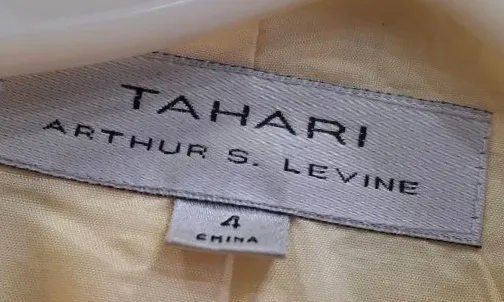 TAHARI
ARTHUR S. LEVINE
4
CHINA